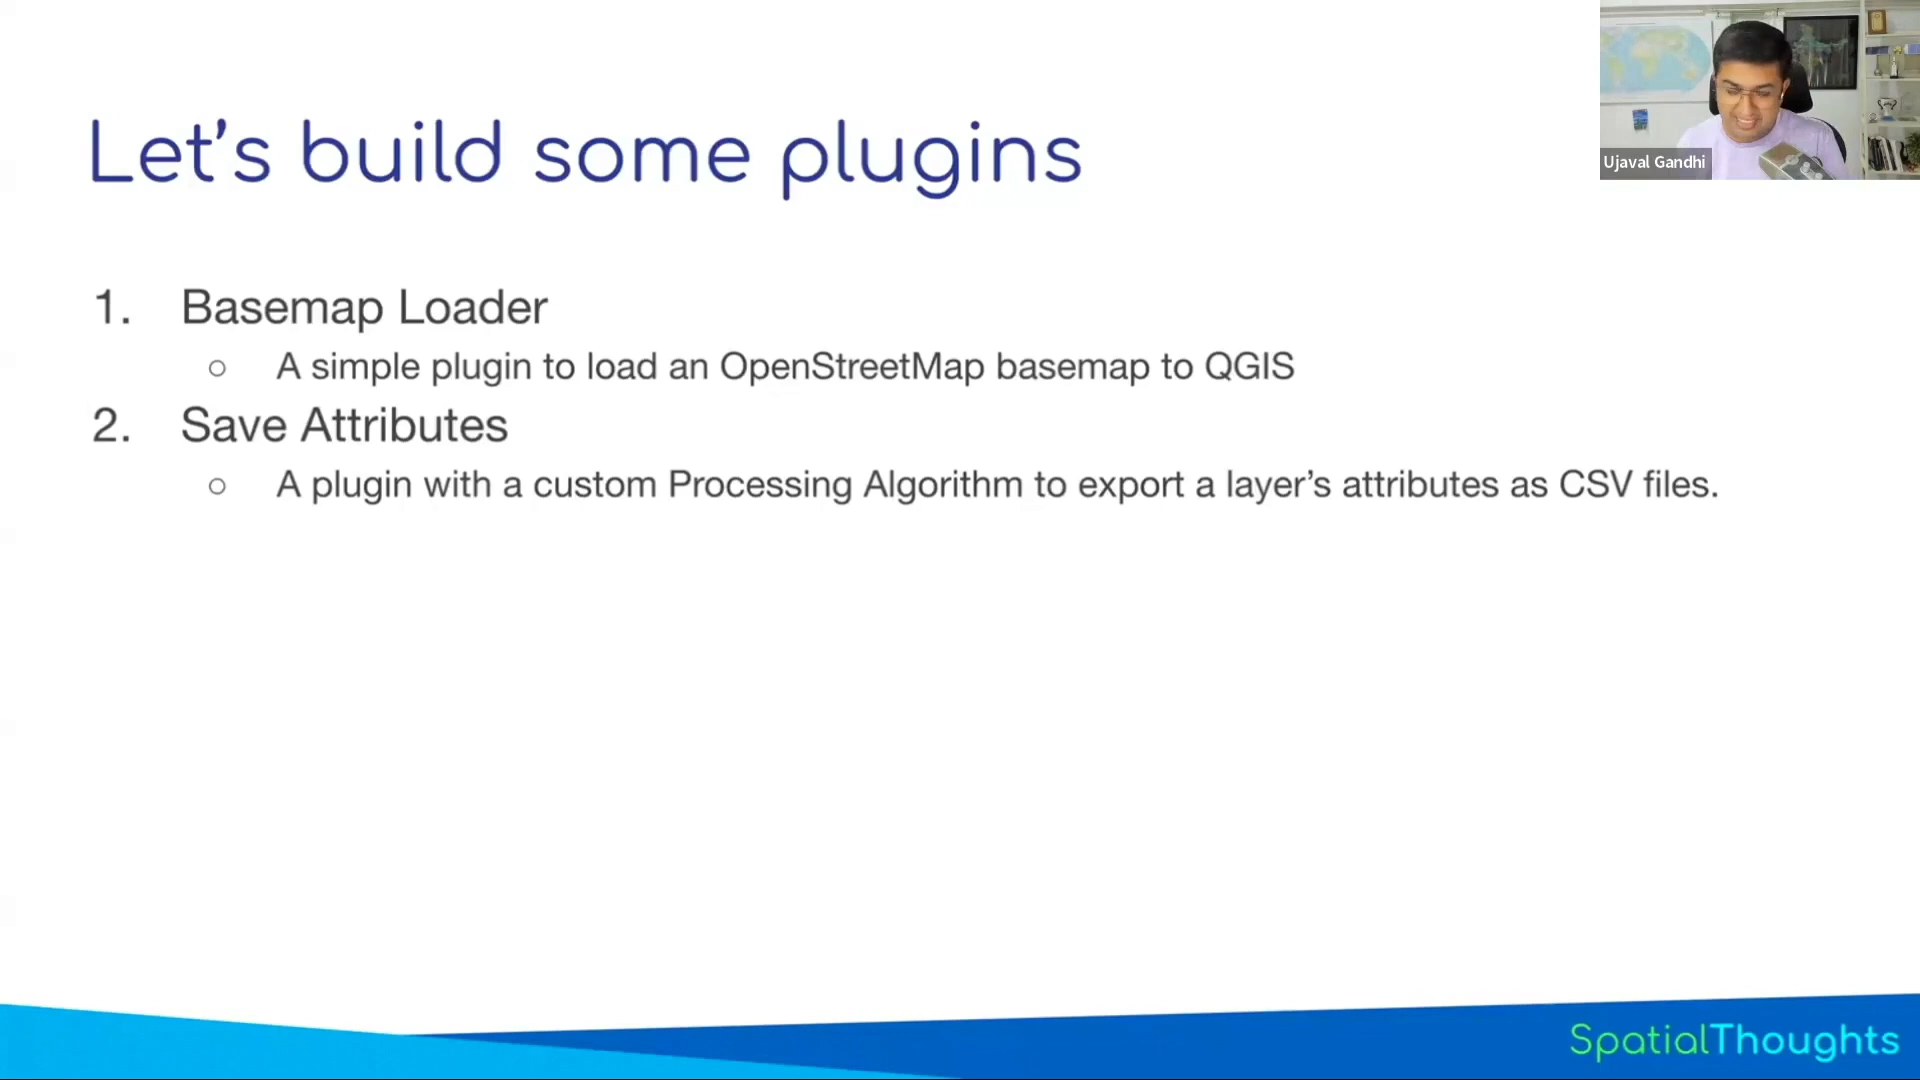 Let's build some plugins
Ujaval Gandhi
1. Basemap Loader
○ A simple plugin to load an OpenStreetMap basemap to QGIS
2. Save Attributes
○ A plugin with a custom Processing Algorithm to export a layer's attributes as CSV files.
SpatialThoughts